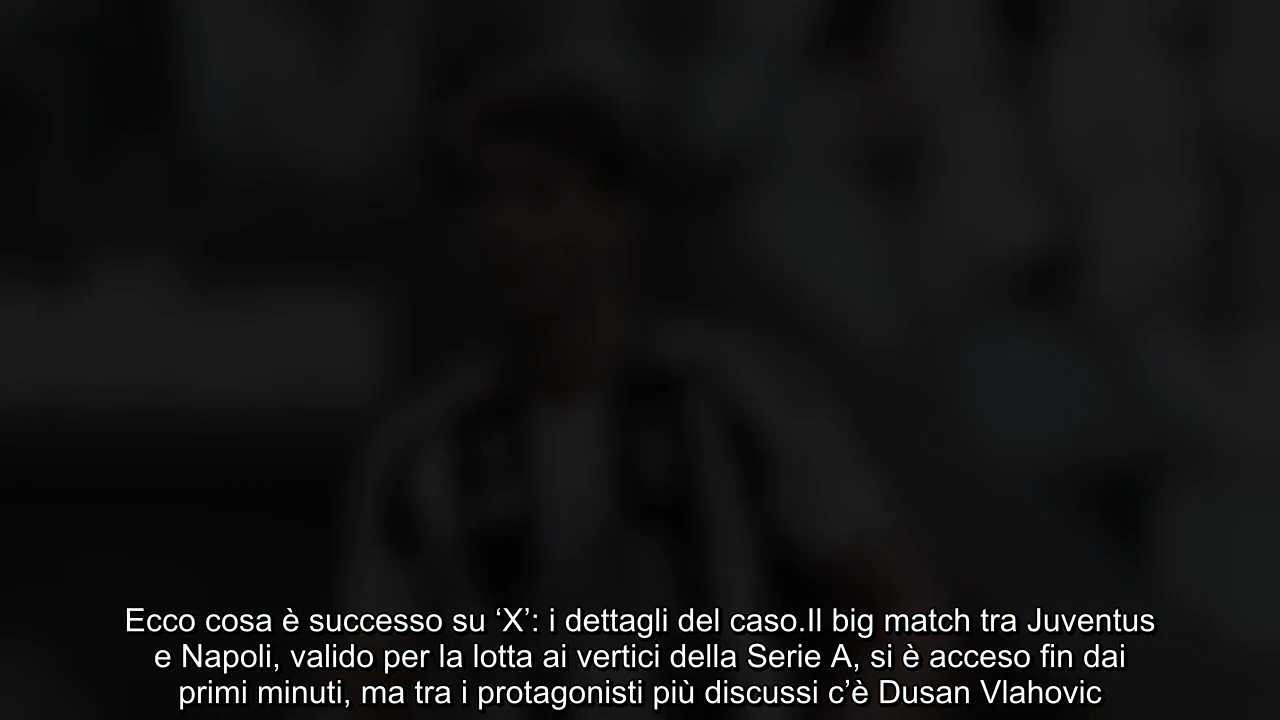 Ecco cosa è successo su ‘X’: i dettagli del caso.Il big match tra Juventus
e Napoli, valido per la lotta ai vertici della Serie A, si è acceso fin dai
primi minuti, ma tra i protagonisti più discussi c’è Dusan Vlahovic